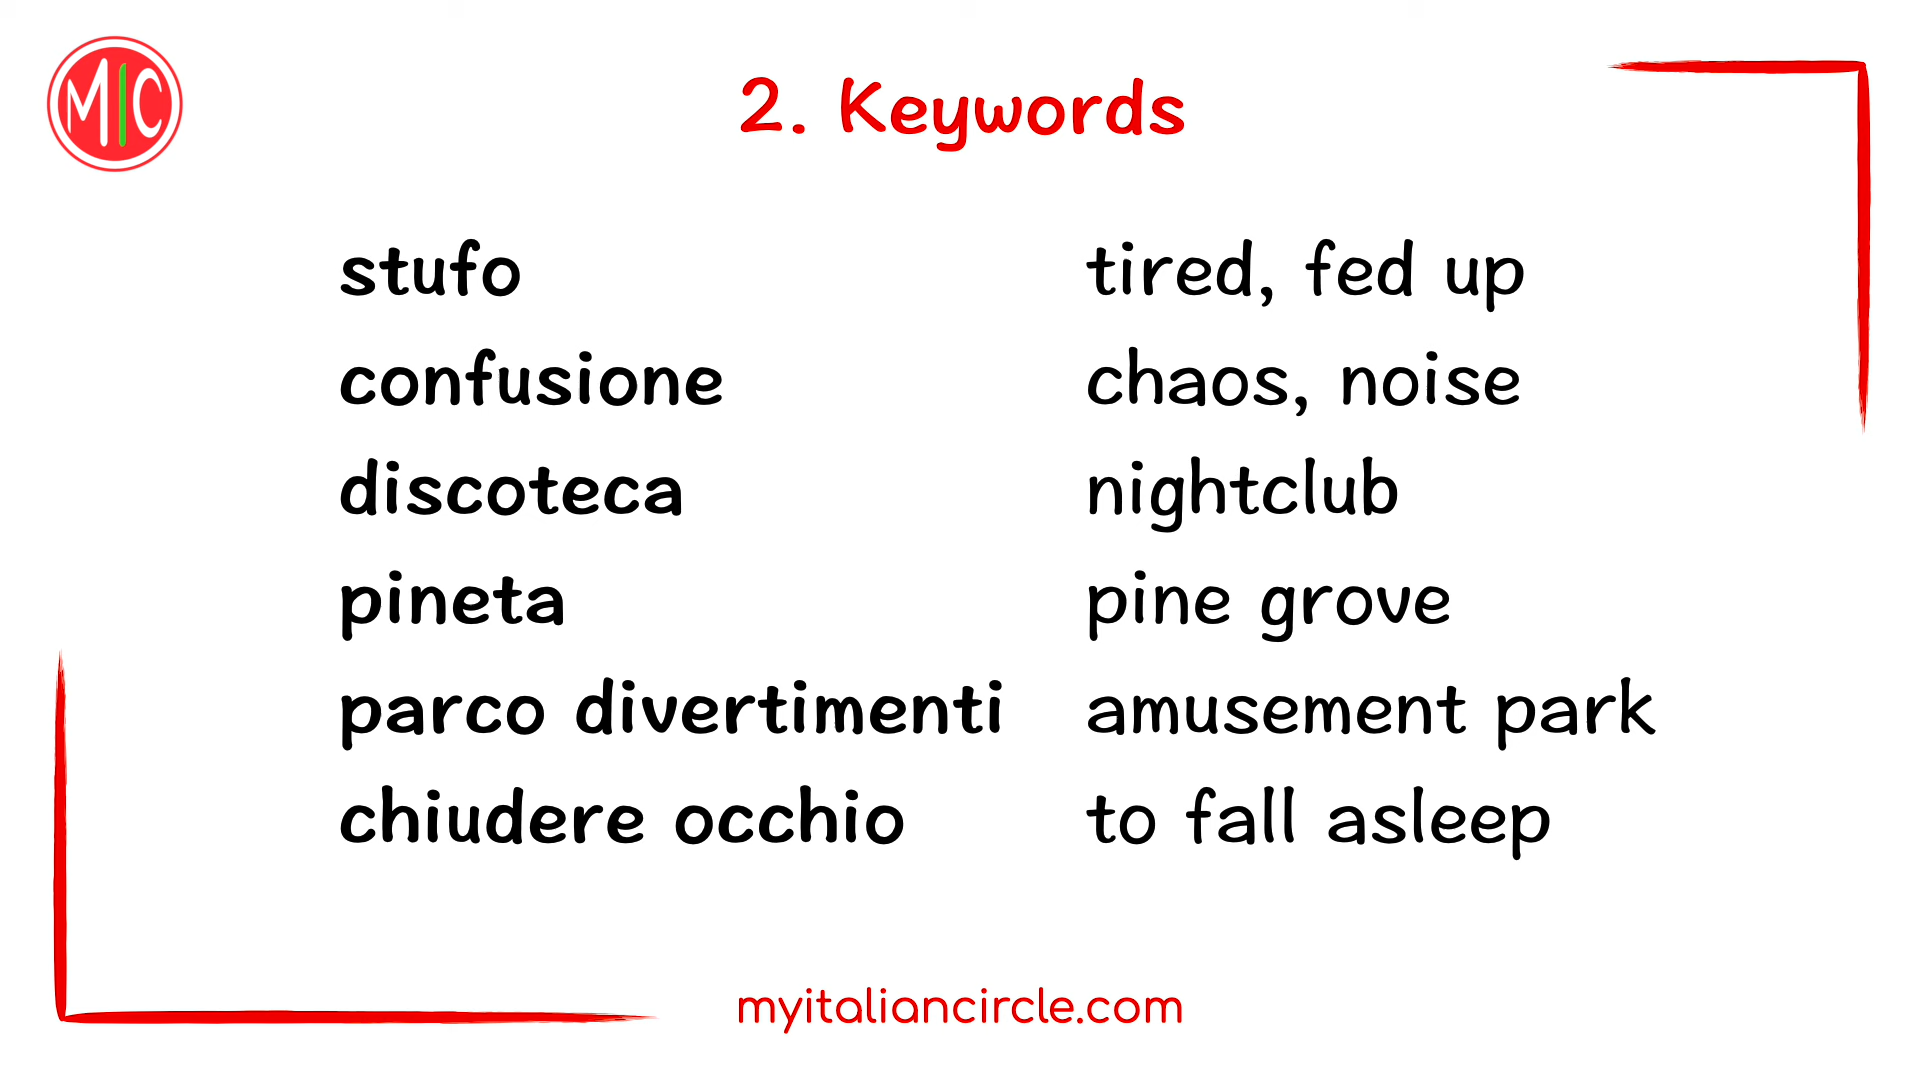 MIC
2. Keywords
stufo tired, fed up
confusione chaos, noise
discoteca nightclub
pineta pine grove
parco divertimenti amusement park
chiudere occhio to fall asleep
myitaliancircle.com